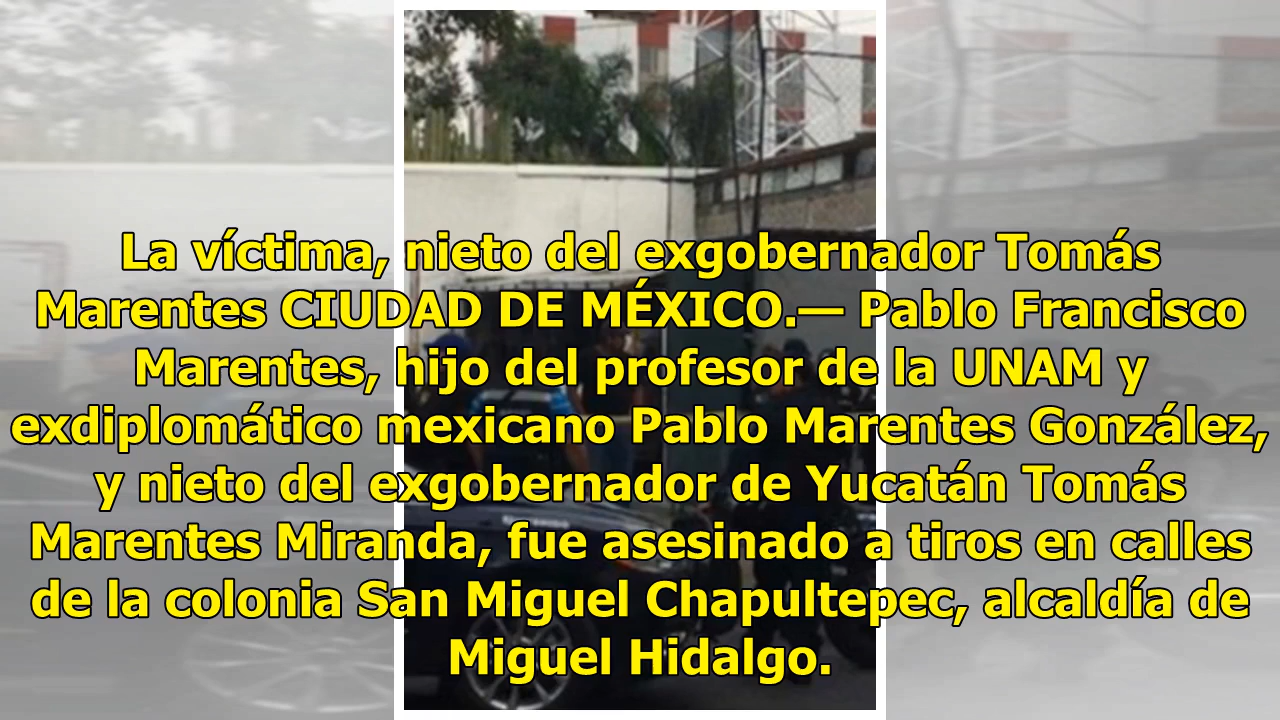 La víctima, nieto del exgobernador Tomás
Marentes CIUDAD DE MÉXICO.— Pablo Francisco
Marentes, hijo del profesor de la UNAM y
exdiplomático mexicano Pablo Marentes González,
y nieto del exgobernador de Yucatán Tomás
Marentes Miranda, fue asesinado a tiros en calles
de la colonia San Miguel Chapultepec, alcaldía de
Miguel Hidalgo.